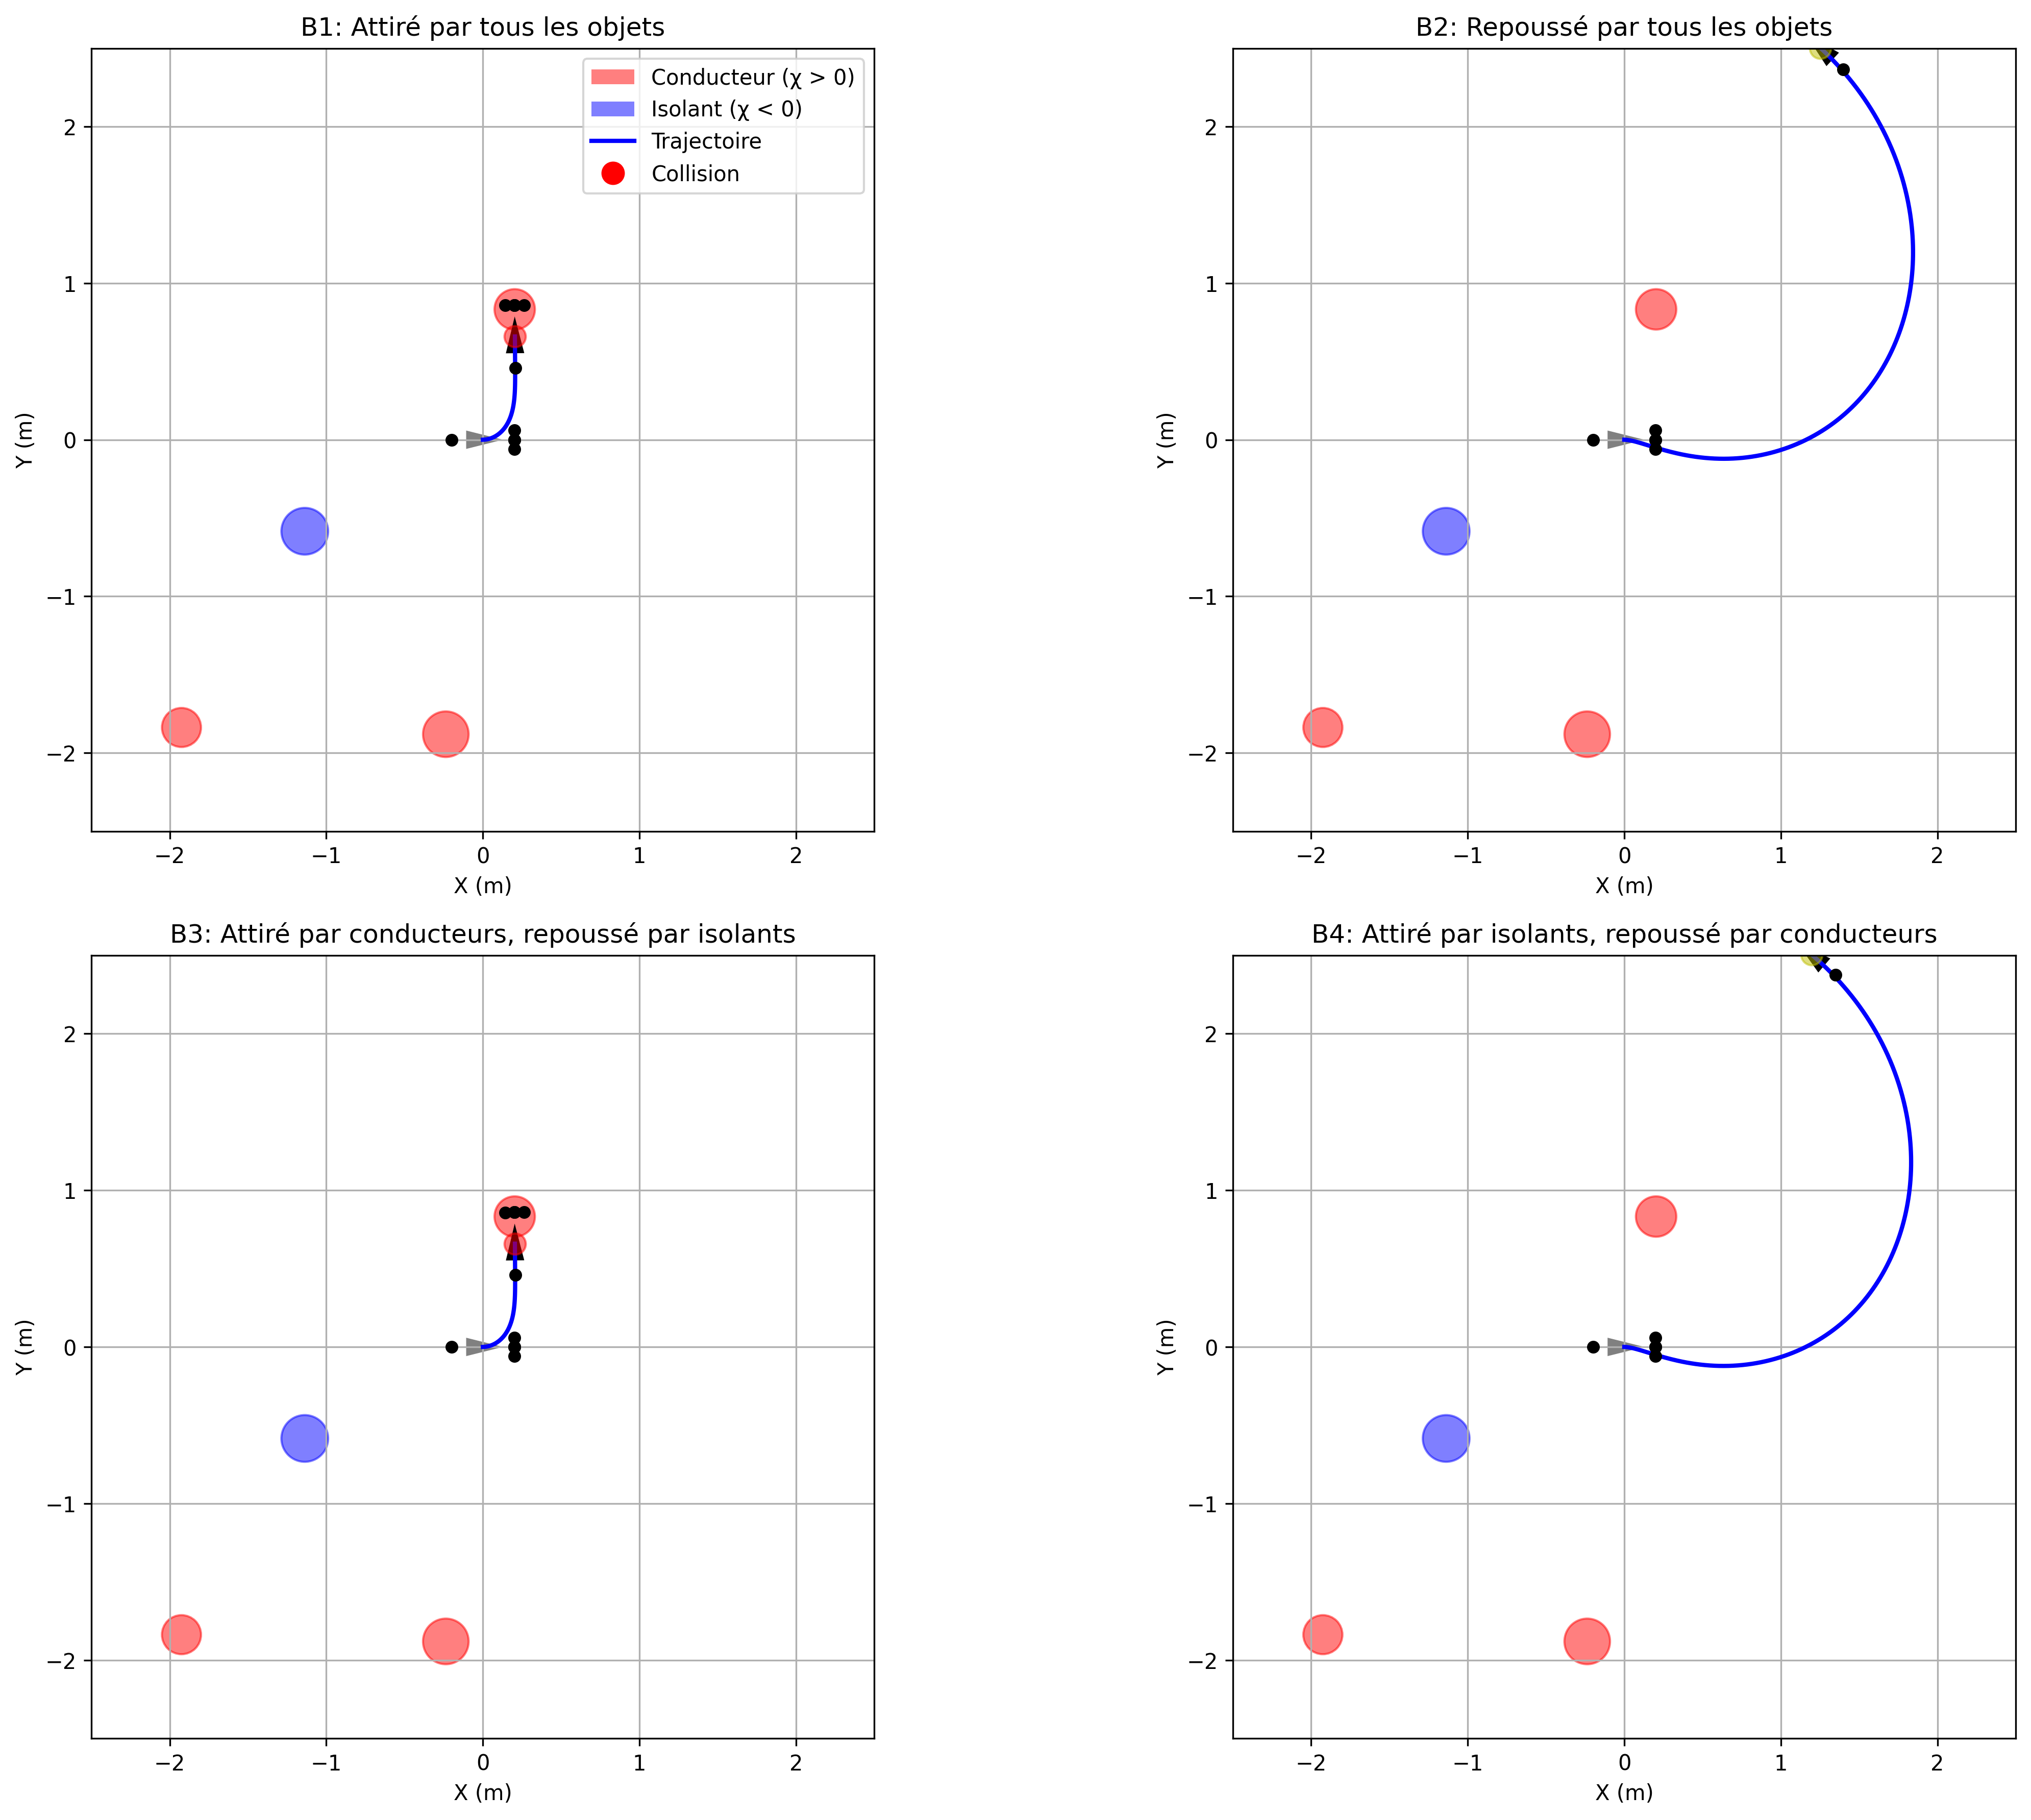 B1: Attiré par tous les objets
Conducteur (χ > 0)
Isolant (χ < 0)
Trajectoire
Collision
2
1
0
−1
−2
Y (m)
−2
−1
0
1
2
X (m)
B2: Repoussé par tous les objets
2
1
0
−1
−2
Y (m)
−2
−1
0
1
2
X (m)
B3: Attiré par conducteurs, repoussé par isolants
2
1
0
−1
−2
Y (m)
−2
−1
0
1
2
X (m)
B4: Attiré par isolants, repoussé par conducteurs
2
1
0
−1
−2
Y (m)
−2
−1
0
1
2
X (m)